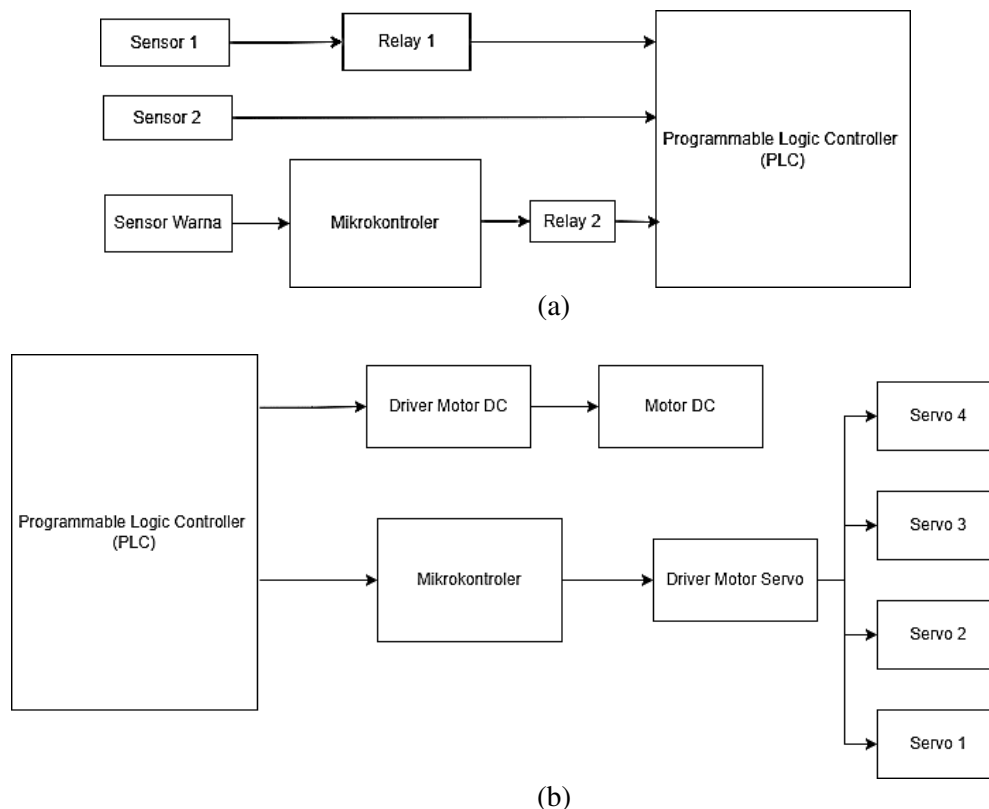 Sensor 1
Relay 1
Sensor 2
Programmable Logic Controller
(PLC)
Sensor Warna
Mikrokontroler
Relay 2
(a)
Driver Motor DC
Motor DC
Servo 4
Programmable Logic Controller
(PLC)
Servo 3
Mikrokontroler
Driver Motor Servo
Servo 2
Servo 1
(b)